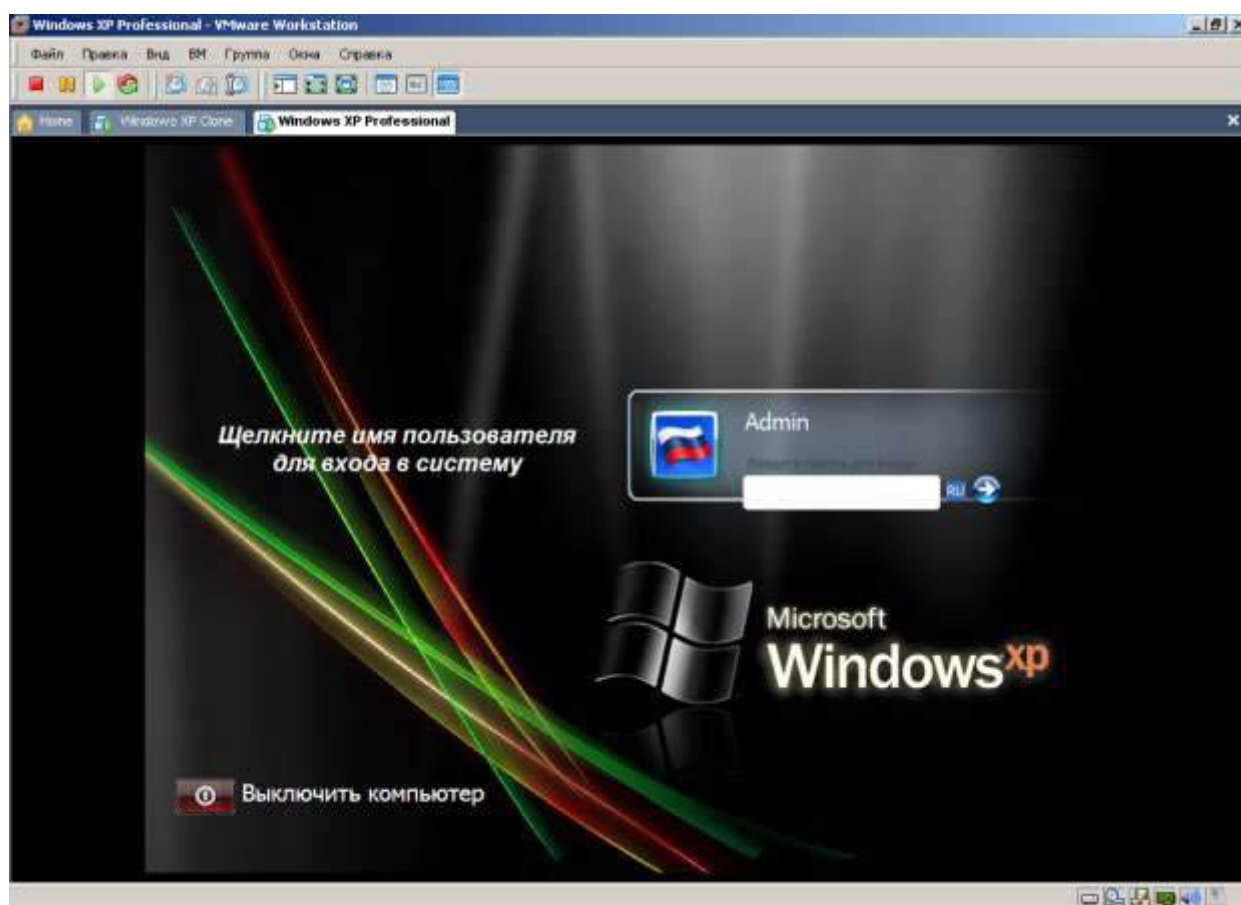 Windows XP Professional - VMware Workstation
Файл Правка Вид ВМ Группа Окна Справка
Home Windows XP Clone Windows XP Professional
Щелкните имя пользователя
для входа в систему
Admin
RU
Microsoft
Windows xp
Выключить компьютер